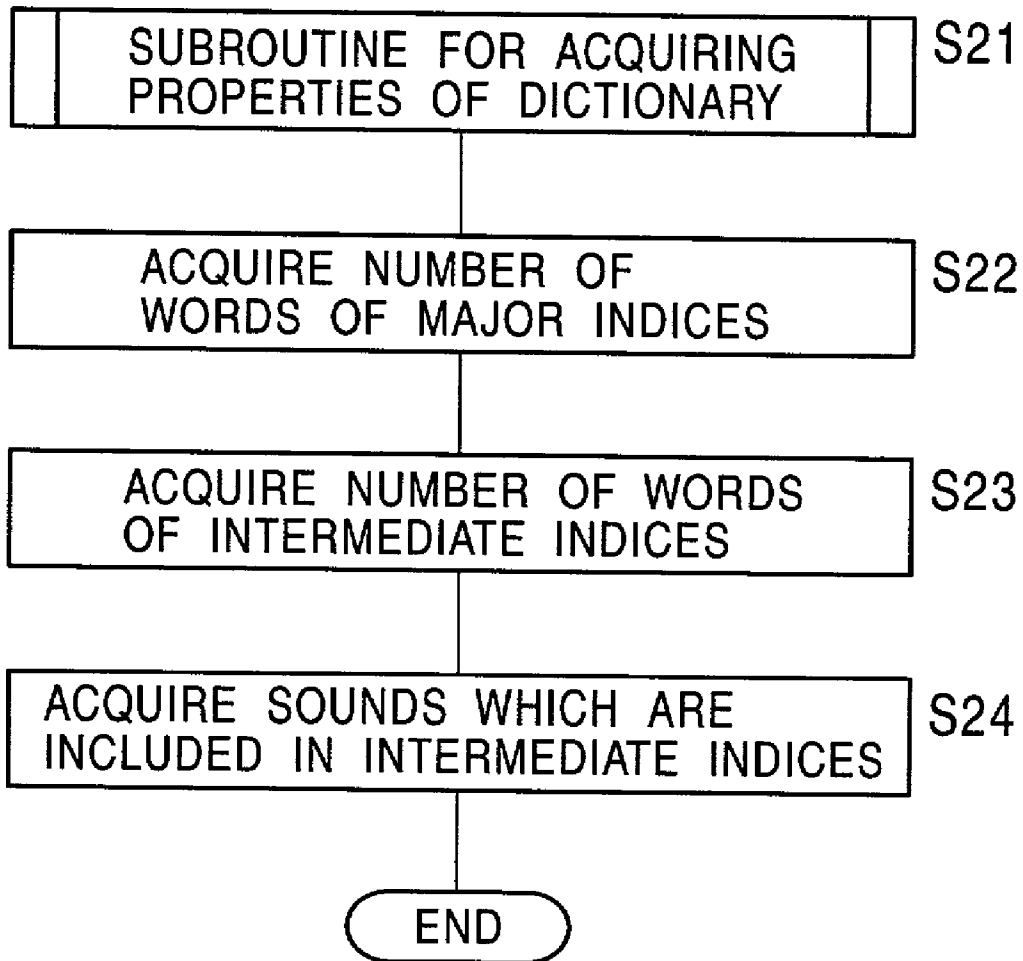 SUBROUTINE FOR ACQUIRING
PROPERTIES OF DICTIONARY
S21
ACQUIRE NUMBER OF
WORDS OF MAJOR INDICES
S22
ACQUIRE NUMBER OF WORDS
OF INTERMEDIATE INDICES
S23
ACQUIRE SOUNDS WHICH ARE
INCLUDED IN INTERMEDIATE INDICES
S24
END